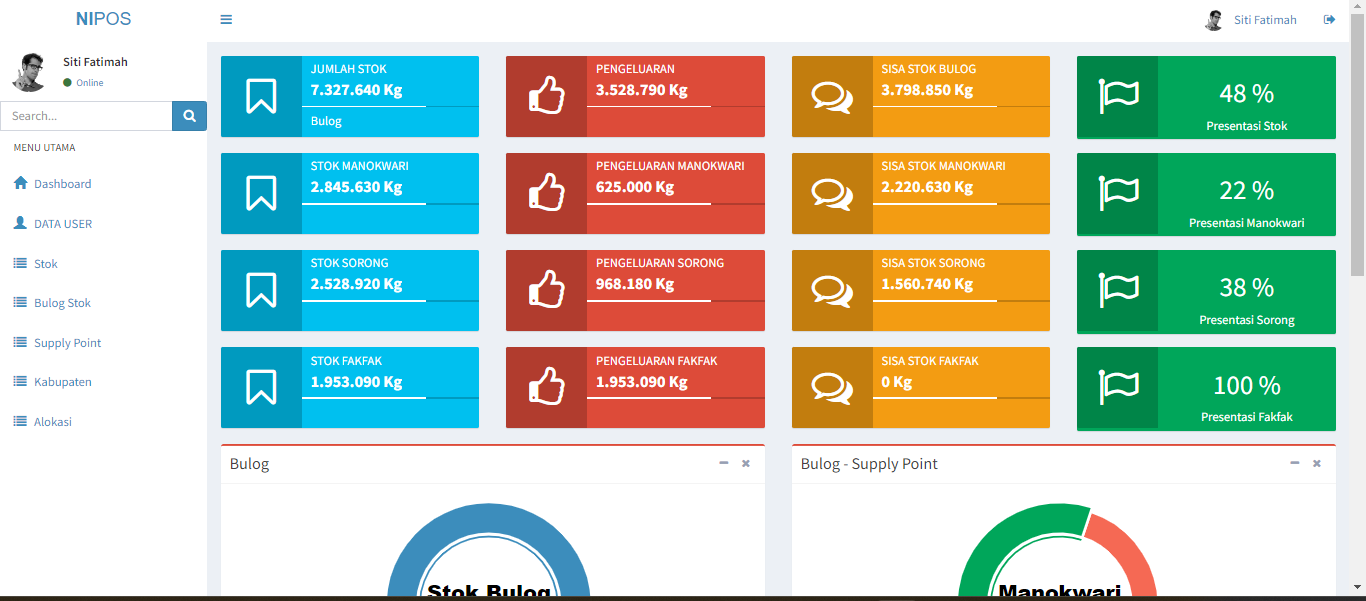 NIPOS
Siti Fatimah
Siti Fatimah
Online
Search...
MENU UTAMA
Dashboard
DATA USER
Stok
Bulog Stok
Supply Point
Kabupaten
Alokasi
JUMLAH STOK
7.327.640 Kg
Bulog
PENGELUARAN
3.528.790 Kg
SISA STOK BULOG
3.798.850 Kg
48 %
Presentasi Stok
STOK MANOKWARI
2.845.630 Kg
PENGELUARAN MANOKWARI
625.000 Kg
SISA STOK MANOKWARI
2.220.630 Kg
22 %
Presentasi Manokwari
STOK SORONG
2.528.920 Kg
PENGELUARAN SORONG
968.180 Kg
SISA STOK SORONG
1.560.740 Kg
38 %
Presentasi Sorong
STOK FAKFAK
1.953.090 Kg
PENGELUARAN FAKFAK
1.953.090 Kg
SISA STOK FAKFAK
0 Kg
100 %
Presentasi Fakfak
Bulog
Stok Bulog
Bulog - Supply Point
Manokwari